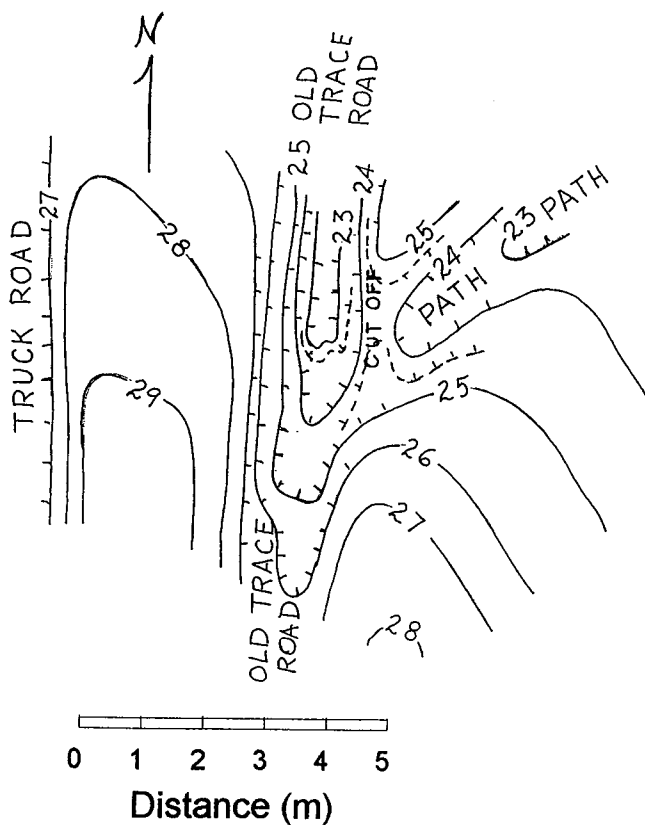 N
OLD
TRACE
ROAD
25
24
23
27
28
25
23 PATH
24
PATH
CUT OFF
TRUCK ROAD
29
25
26
27
28
OLD TRACE
ROAD
0 1 2 3 4 5
Distance (m)